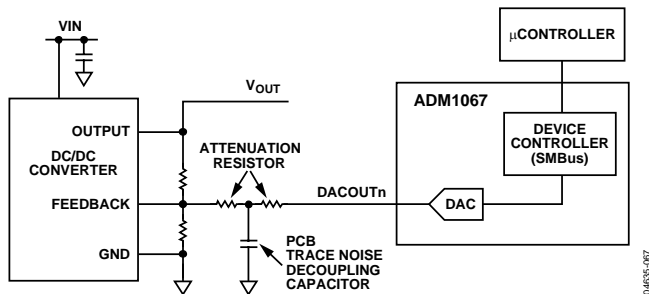 VIN
μCONTROLLER
VOUT
ADM1067
OUTPUT
DC/DC
CONVERTER
ATTENUATION
RESISTOR
DEVICE
CONTROLLER
(SMBus)
FEEDBACK
DACOUTn
DAC
GND
PCB
TRACE NOISE
DECOUPLING
CAPACITOR
04635-067